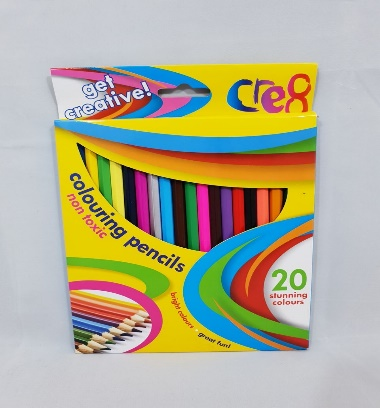 get
creative!
cre8
colouring pencils
non toxic
20
stunning
colours
bright colours • great fun!